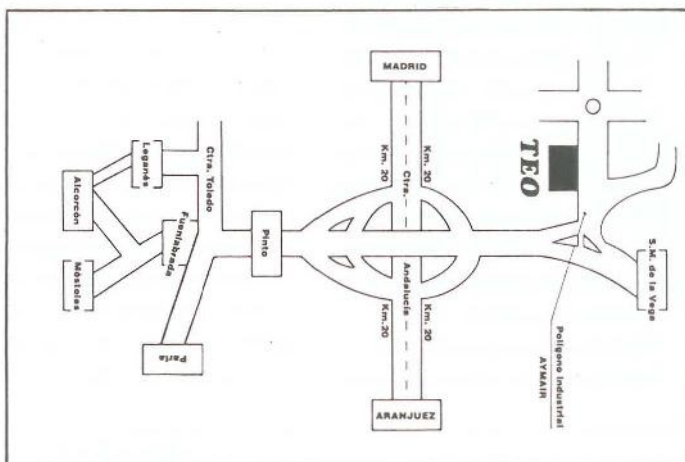 MADRID
Km. 20
Km. 20
Ctra.
Andalucía
Km. 20
Km. 20
ARANJUEZ
TEO
S.M. de la Vega
Polígono Industrial
AYMAIR
Pinto
Ctra. Toledo
Leganés
Alcorcón
Fuenlabrada
Móstoles
Parla